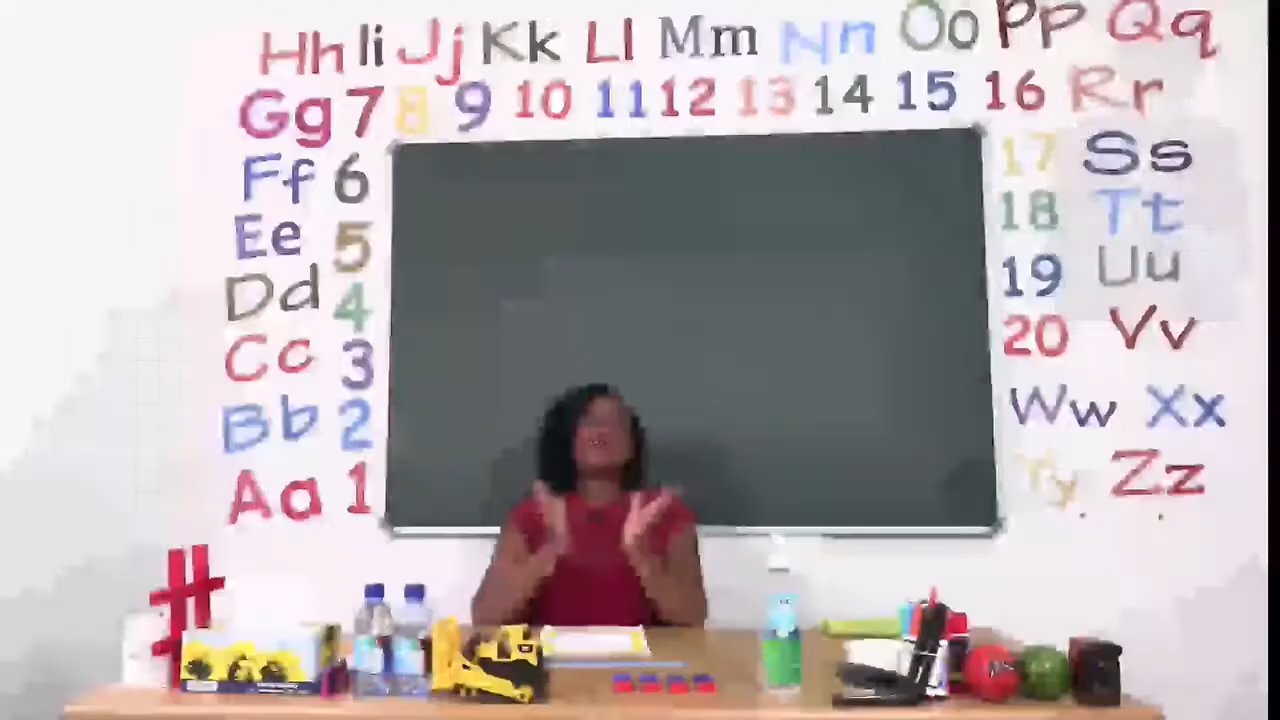 Hh Ii Jj Kk Ll Mm Nn Oo Pp Qq
Gg 7 8 9 10 11 12 13 14 15 16 Rr
Ff 6 17 Ss
Ee 5 18 Tt
Dd 4 19 Uu
Cc 3 20 Vv
Bb 2 Ww Xx
Aa 1 Yy Zz